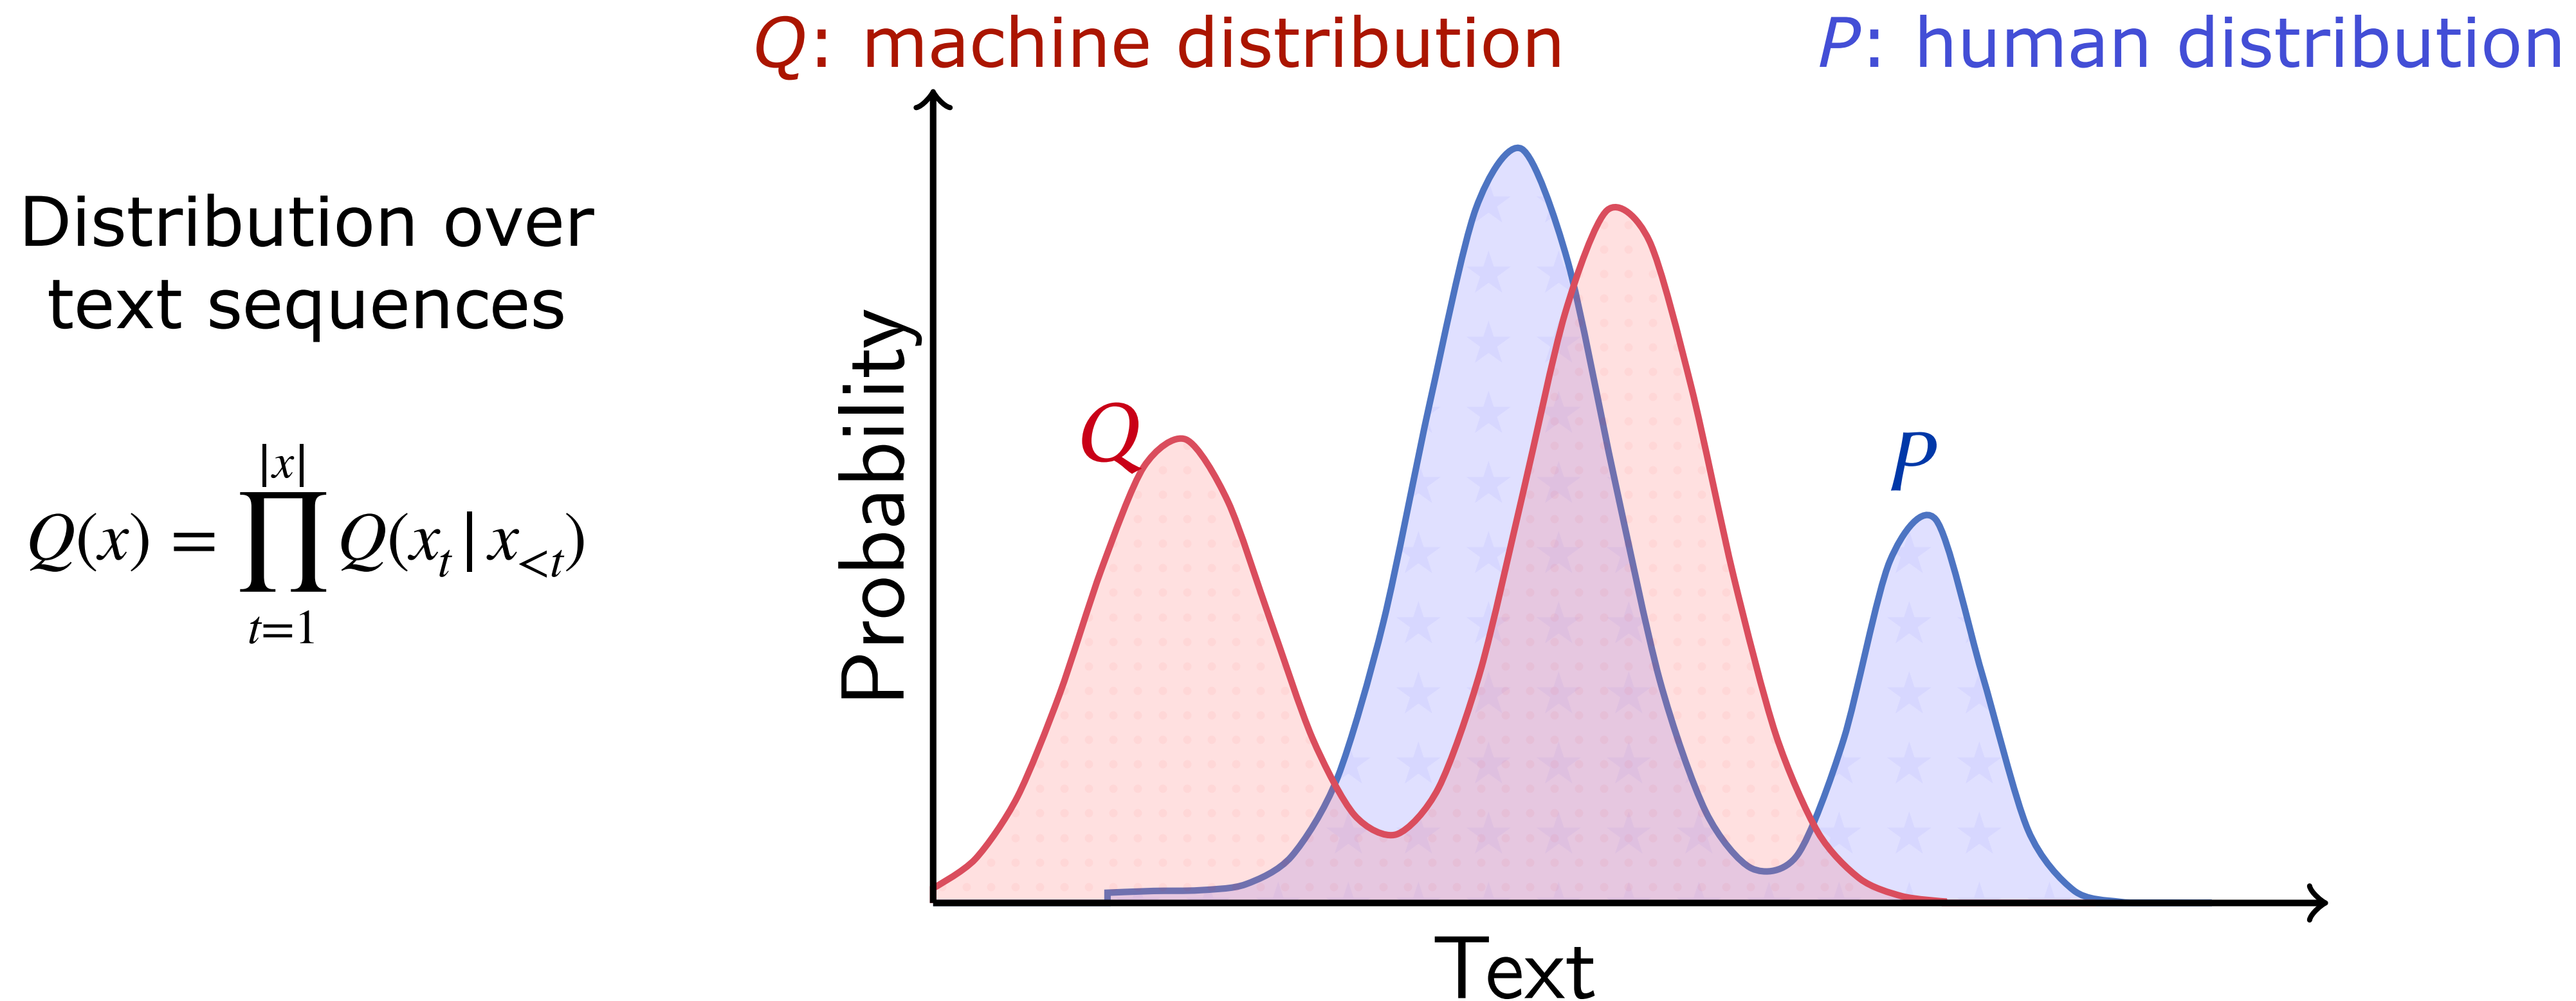 Q: machine distribution
P: human distribution
Distribution over
text sequences
Q(x) = ∏_{t=1}^{|x|} Q(x_t | x_{<t})
Probability
Q
P
Text